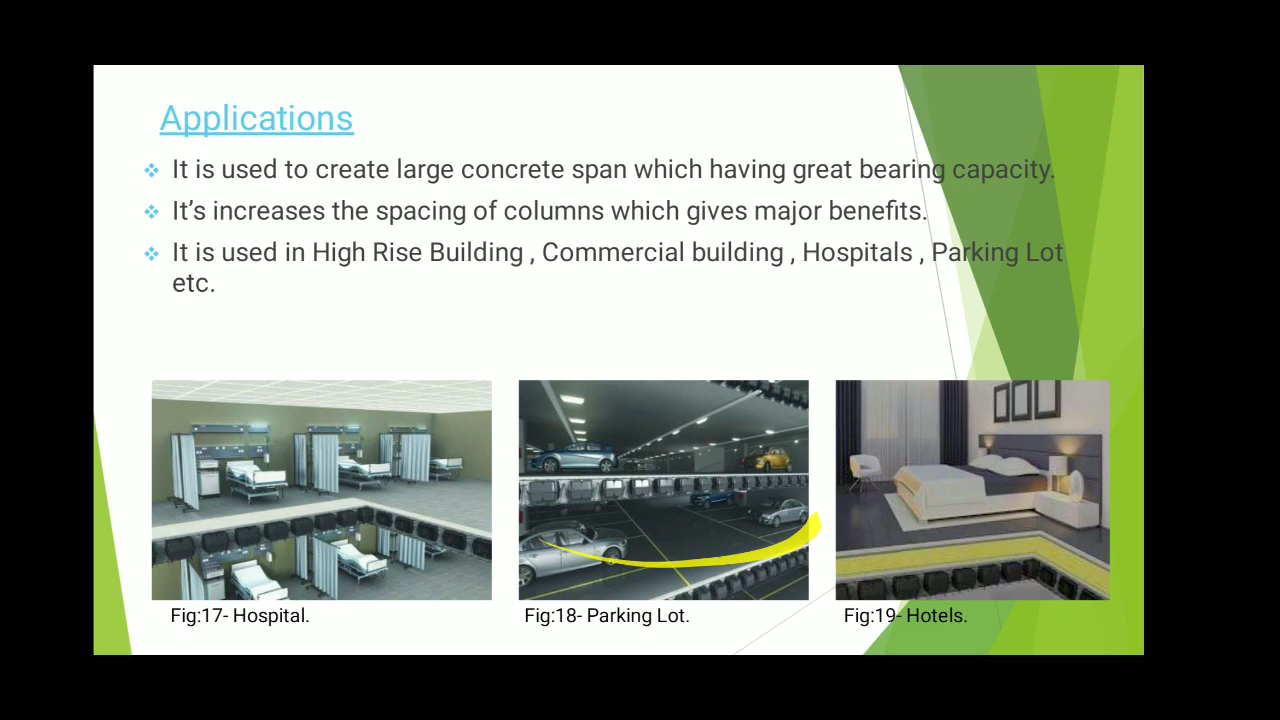 Applications
It is used to create large concrete span which having great bearing capacity.
It’s increases the spacing of columns which gives major benefits.
It is used in High Rise Building , Commercial building , Hospitals , Parking Lot
etc.
Fig:17- Hospital.
Fig:18- Parking Lot.
Fig:19- Hotels.